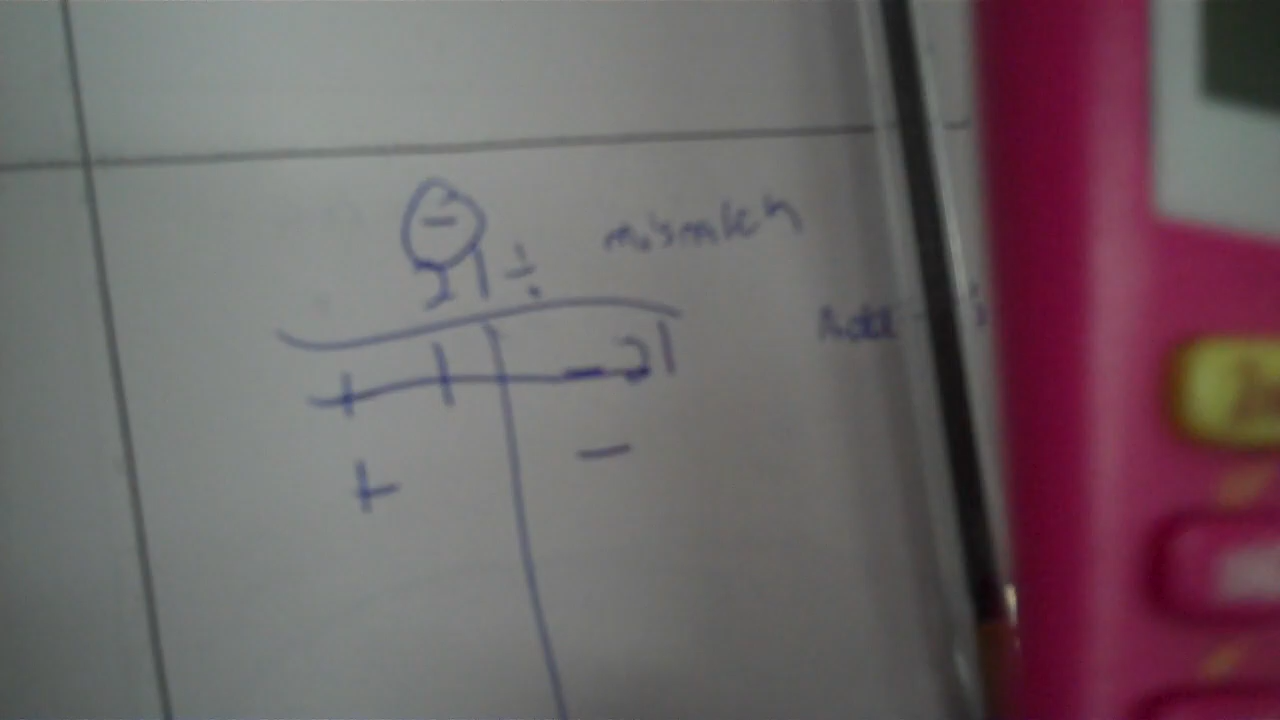 -
21 ÷ mismatch
+ 1 -21
+ -
Add